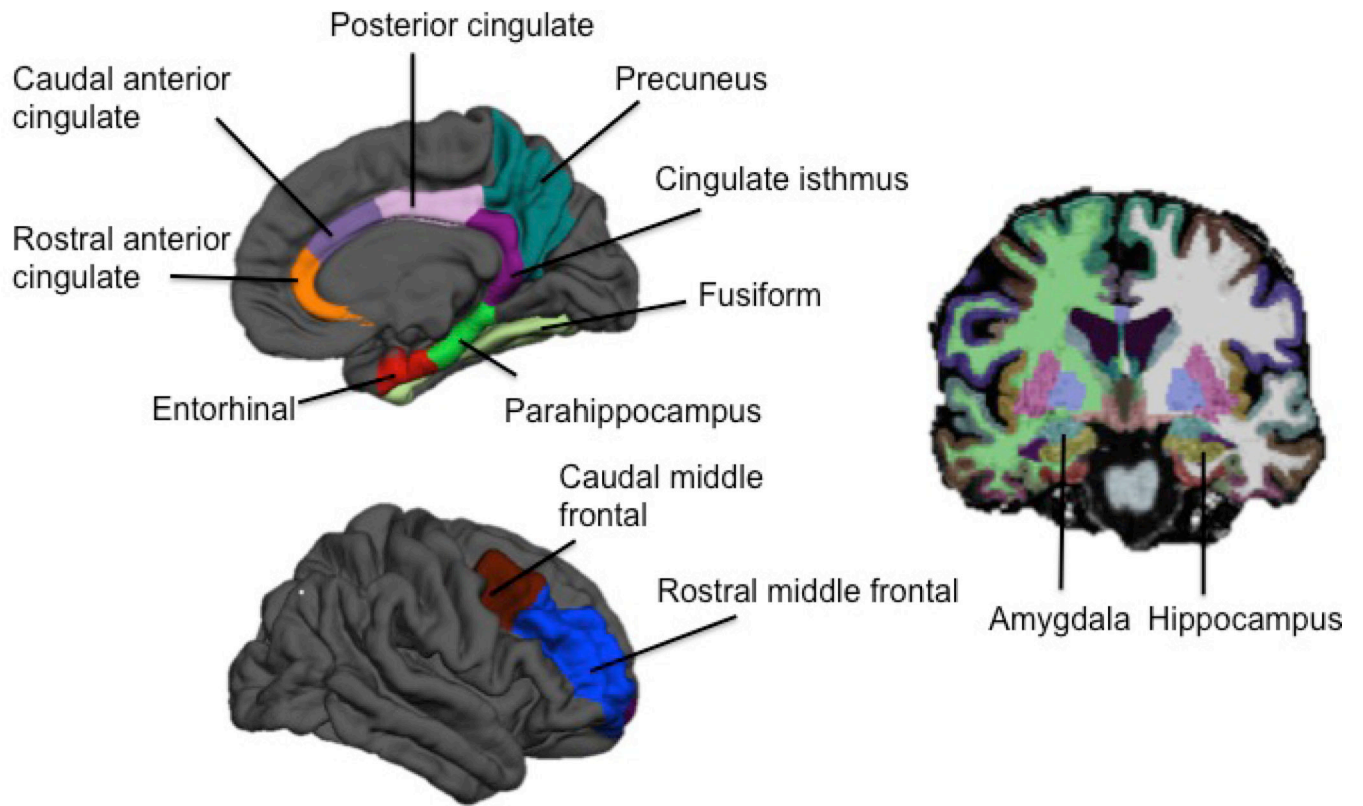 Posterior cingulate
Caudal anterior
cingulate
Precuneus
Cingulate isthmus
Rostral anterior
cingulate
Fusiform
Entorhinal
Parahippocampus
Caudal middle
frontal
Rostral middle frontal
Amygdala
Hippocampus